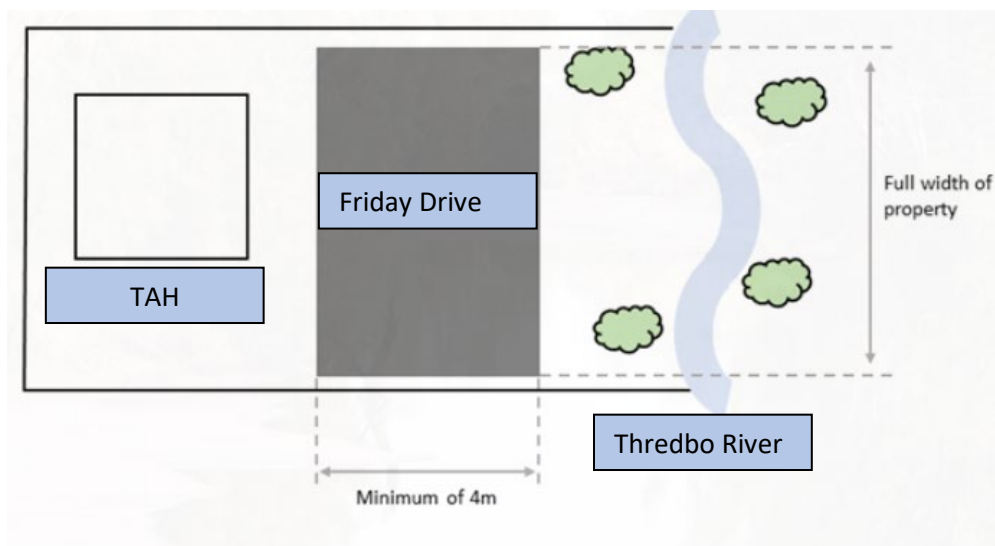 Friday Drive
Full width of
property
TAH
Thredbo River
Minimum of 4m